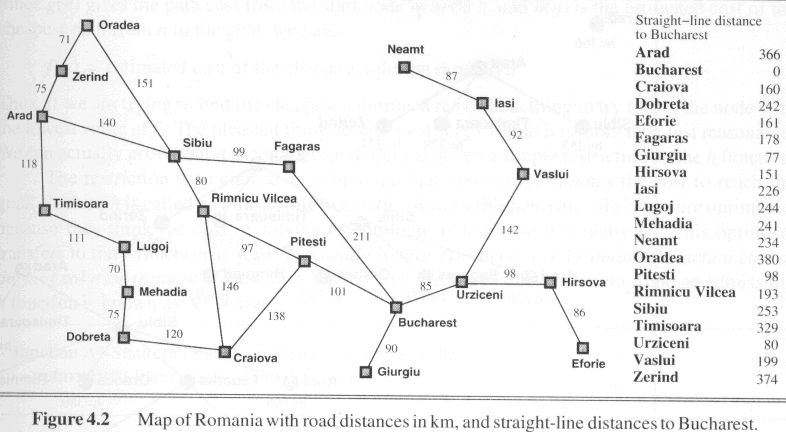 Oradea
71
Neamt
Zerind
87
151
75
Iasi
Arad
140
92
Sibiu
99
Fagaras
118
Vaslui
80
Rimnicu Vilcea
Timisoara
111
Lugoj
97
Pitesti
211
142
70
98
Hirsova
85
Mehadia
146
101
Urziceni
75
138
86
Bucharest
Dobreta
120
90
Craiova
Giurgiu
Eforie
Straight–line distance
to Bucharest
Arad 366
Bucharest 0
Craiova 160
Dobreta 242
Eforie 161
Fagaras 178
Giurgiu 77
Hirsova 151
Iasi 226
Lugoj 244
Mehadia 241
Neamt 234
Oradea 380
Pitesti 98
Rimnicu Vilcea 193
Sibiu 253
Timisoara 329
Urziceni 80
Vaslui 199
Zerind 374
Figure 4.2 Map of Romania with road distances in km, and straight-line distances to Bucharest.